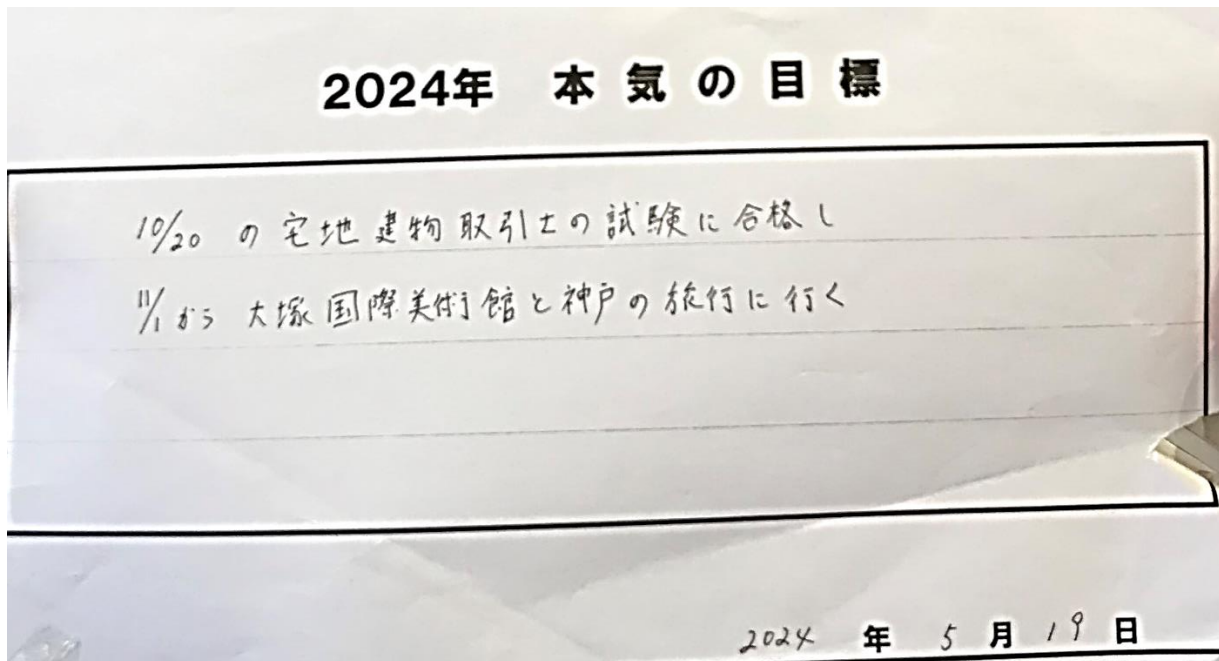 2024年 本気の目標
10/20 の宅地建物取引士の試験に合格し
11/1から 大塚国際美術館と神戸の旅行に行く
2024 年 5 月 19 日